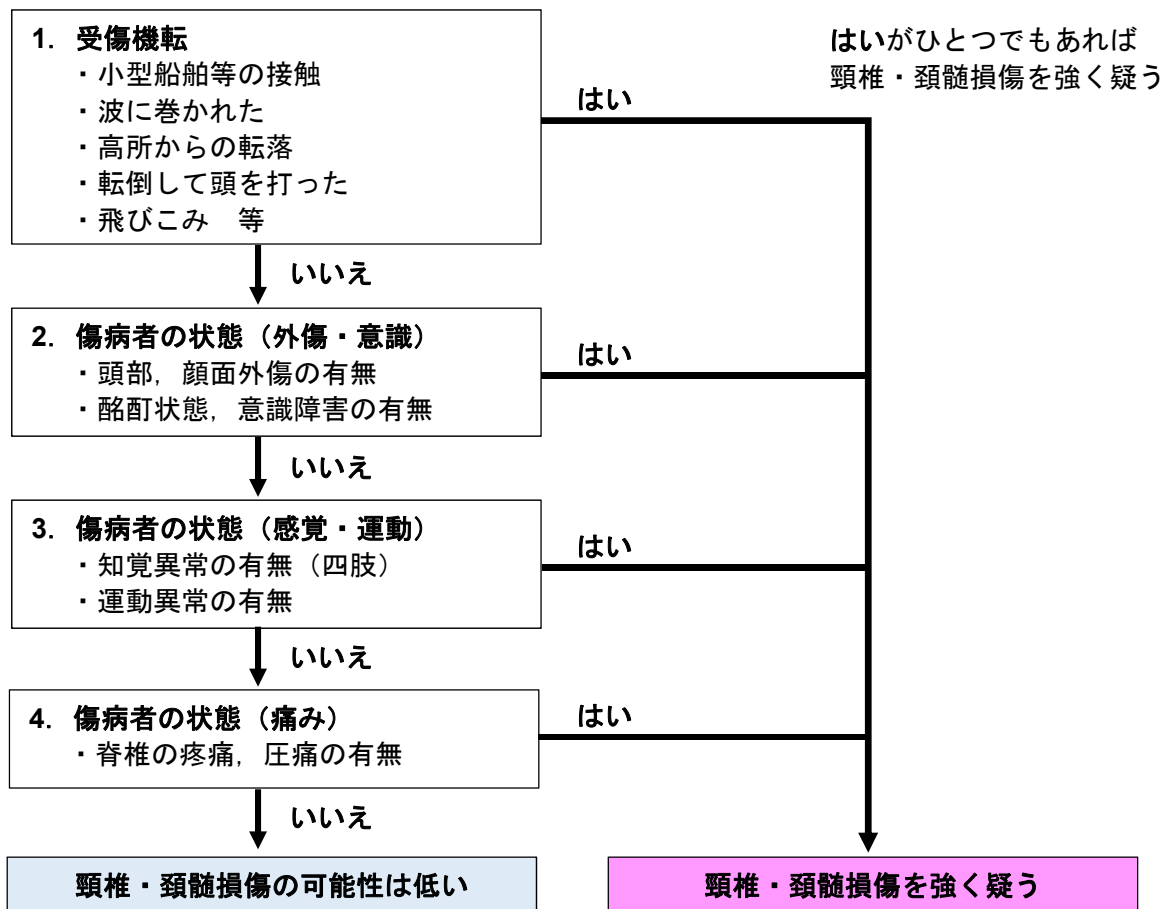 1. 受傷機転
・小型船舶等の接触
・波に巻かれた
・高所からの転落
・転倒して頭を打った
・飛びこみ　等
はい
はいがひとつでもあれば
頸椎・頚髄損傷を強く疑う
いいえ
2. 傷病者の状態（外傷・意識）
・頭部，顔面外傷の有無
・酩酊状態，意識障害の有無
はい
いいえ
3. 傷病者の状態（感覚・運動）
・知覚異常の有無（四肢）
・運動異常の有無
はい
いいえ
4. 傷病者の状態（痛み）
・脊椎の疼痛，圧痛の有無
はい
いいえ
頸椎・頚髄損傷の可能性は低い
頸椎・頚髄損傷を強く疑う